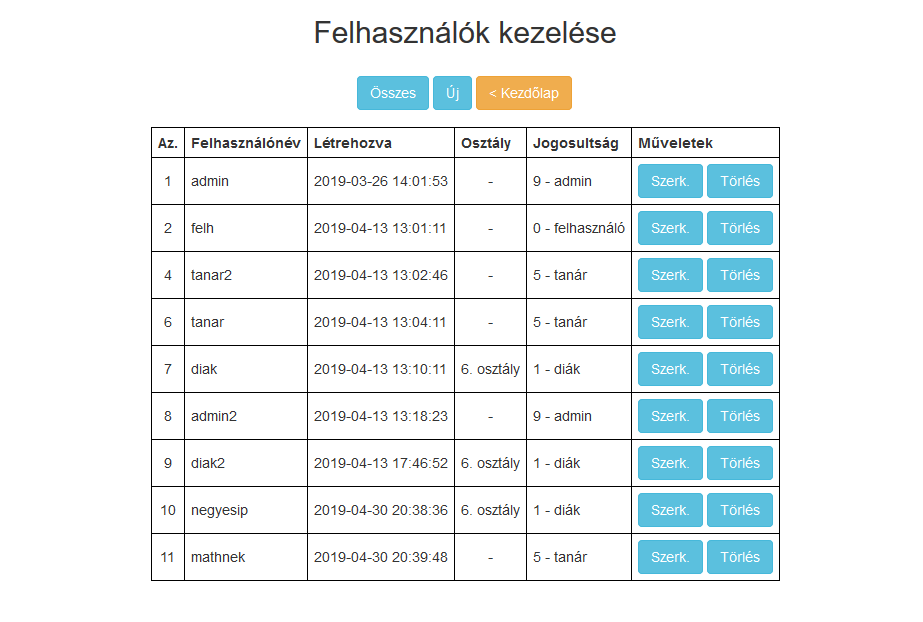 Felhasználók kezelése
Összes Új < Kezdőlap
Az. Felhasználónév Létrehozva Osztály Jogosultság Műveletek
1 admin 2019-03-26 14:01:53 - 9 - admin Szerk. Törlés
2 felh 2019-04-13 13:01:11 - 0 - felhasználó Szerk. Törlés
4 tanar2 2019-04-13 13:02:46 - 5 - tanár Szerk. Törlés
6 tanar 2019-04-13 13:04:11 - 5 - tanár Szerk. Törlés
7 diak 2019-04-13 13:10:11 6. osztály 1 - diák Szerk. Törlés
8 admin2 2019-04-13 13:18:23 - 9 - admin Szerk. Törlés
9 diak2 2019-04-13 17:46:52 6. osztály 1 - diák Szerk. Törlés
10 negyesip 2019-04-30 20:38:36 6. osztály 1 - diák Szerk. Törlés
11 mathnek 2019-04-30 20:39:48 - 5 - tanár Szerk. Törlés